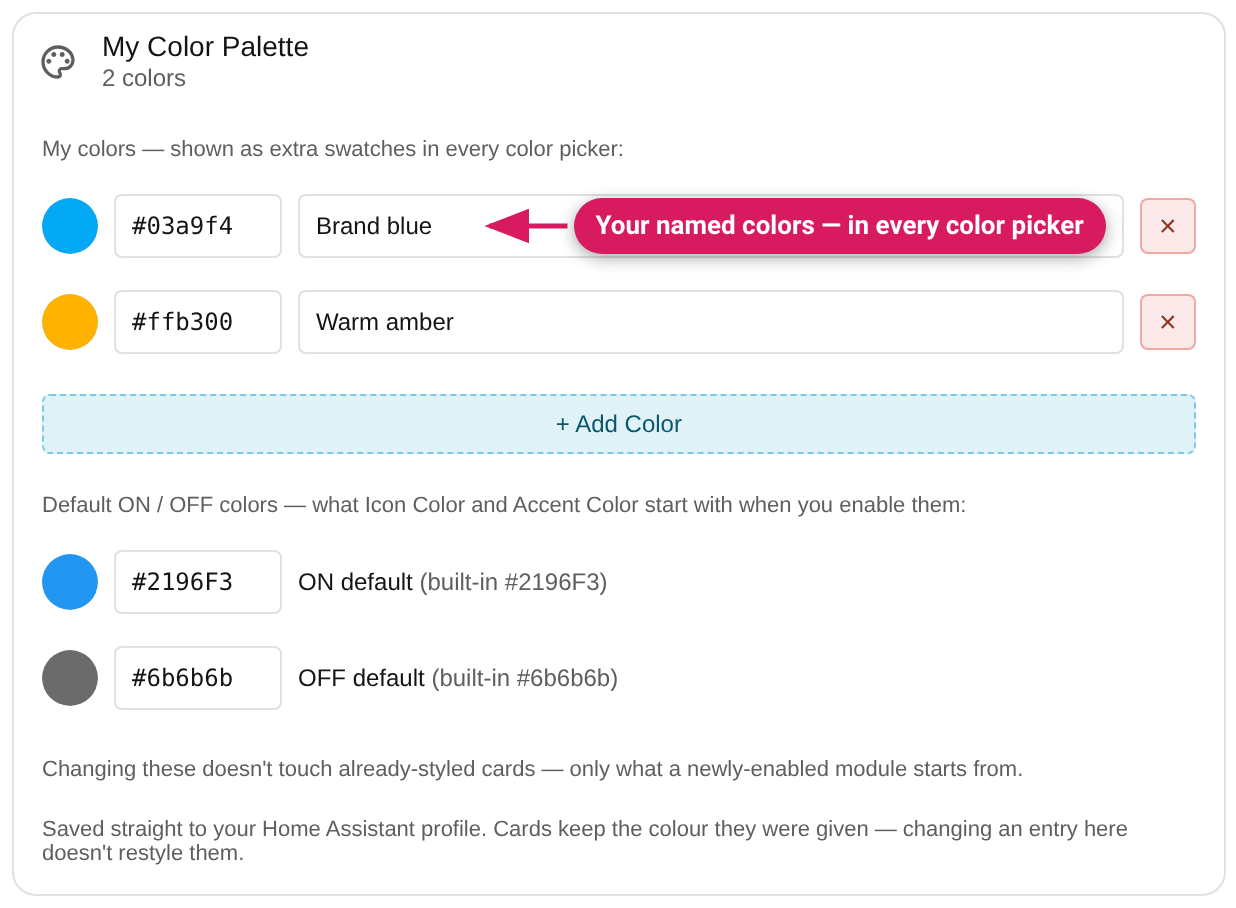 My Color Palette
2 colors
My colors — shown as extra swatches in every color picker:
#03a9f4
Brand blue
Your named colors — in every color picker
×
#ffb300
Warm amber
×
+ Add Color
Default ON / OFF colors — what Icon Color and Accent Color start with when you enable them:
#2196F3
ON default (built-in #2196F3)
#6b6b6b
OFF default (built-in #6b6b6b)
Changing these doesn't touch already-styled cards — only what a newly-enabled module starts from.
Saved straight to your Home Assistant profile. Cards keep the colour they were given — changing an entry here
doesn't restyle them.